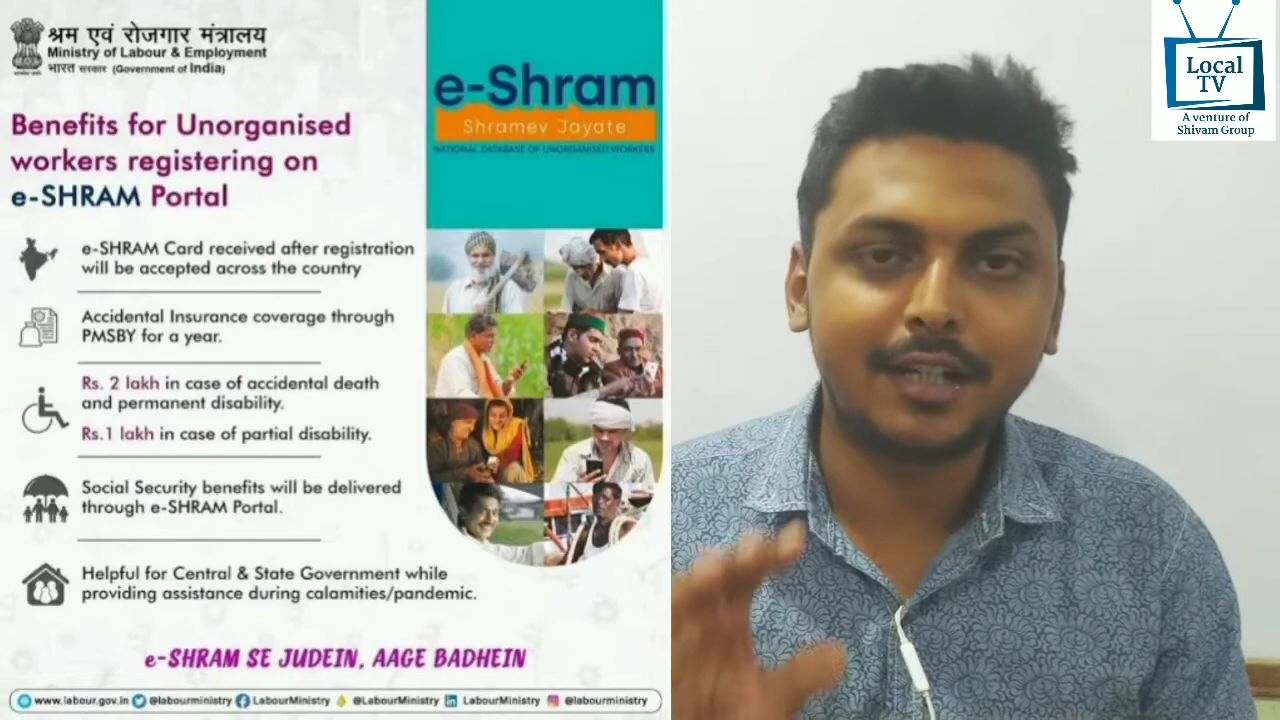 श्रम एवं रोजगार मंत्रालय
Ministry of Labour & Employment
भारत सरकार (Government of India)
Benefits for Unorganised
workers registering on
e-SHRAM Portal
e-SHRAM Card received after registration
will be accepted across the country
Accidental Insurance coverage through
PMSBY for a year.
Rs. 2 lakh in case of accidental death
and permanent disability.
Rs.1 lakh in case of partial disability.
Social Security benefits will be delivered
through e-SHRAM Portal.
Helpful for Central & State Government while
providing assistance during calamities/pandemic.
e-SHRAM SE JUDEIN, AAGE BADHEIN
www.labour.gov.in @labourministry LabourMinistry @LabourMinistry LabourMinistry @labourministry
e-Shram
Shramev Jayate
NATIONAL DATABASE OF UNORGANISED WORKERS
Local
TV
A venture of
Shivam Group